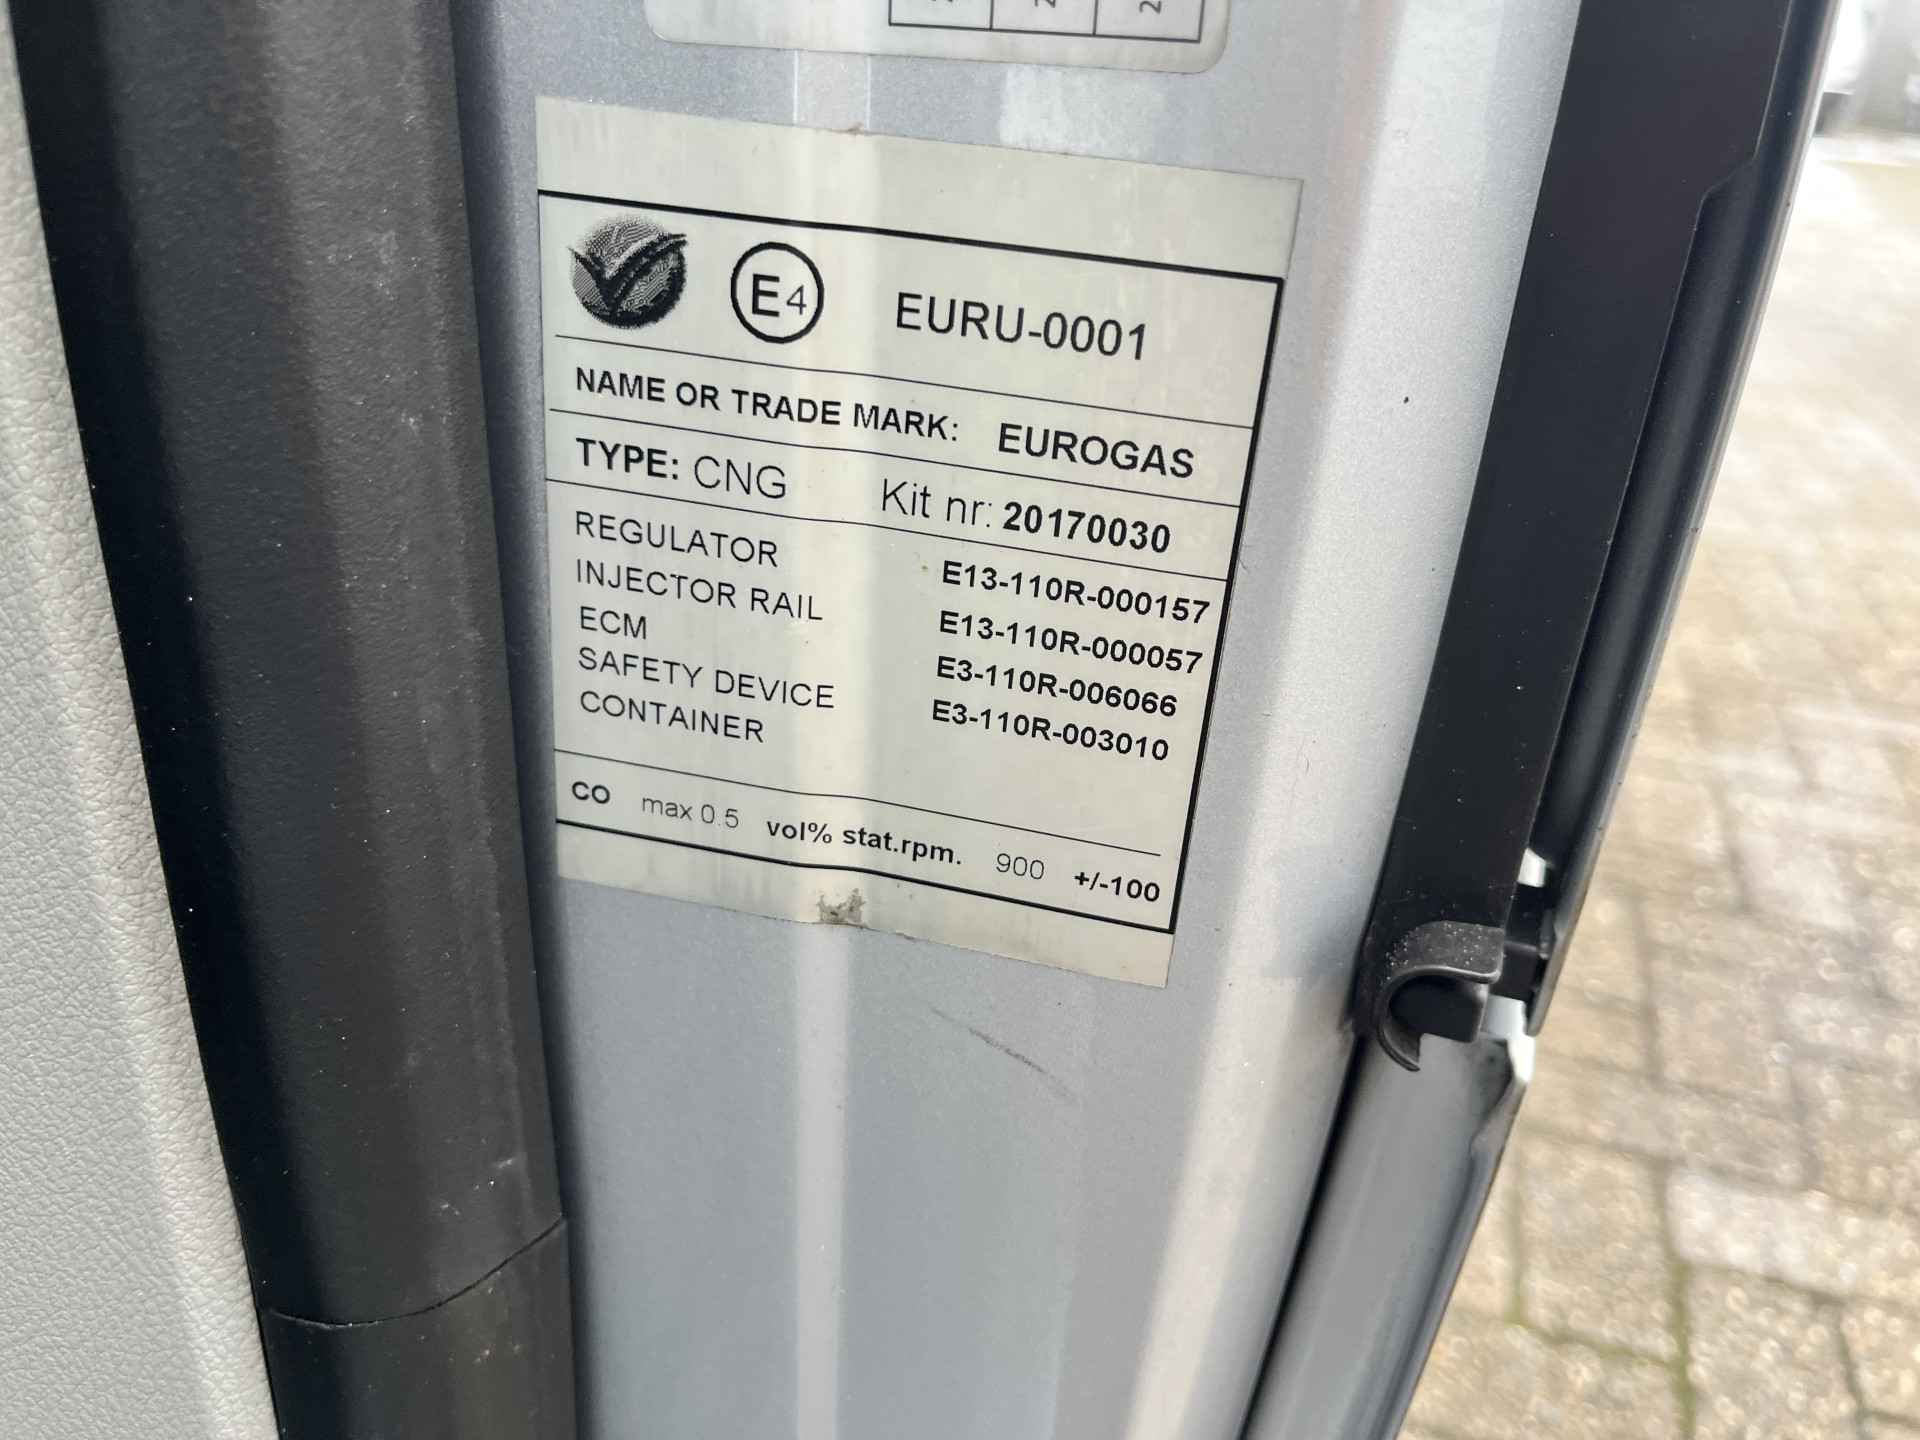 E4 EURU-0001
NAME OR TRADE MARK: EUROGAS
TYPE: CNG Kit nr: 20170030
REGULATOR E13-110R-000157
INJECTOR RAIL E13-110R-000057
ECM E3-110R-006066
SAFETY DEVICE E3-110R-003010
CONTAINER
CO max 0.5 vol% stat.rpm. 900 +/-100